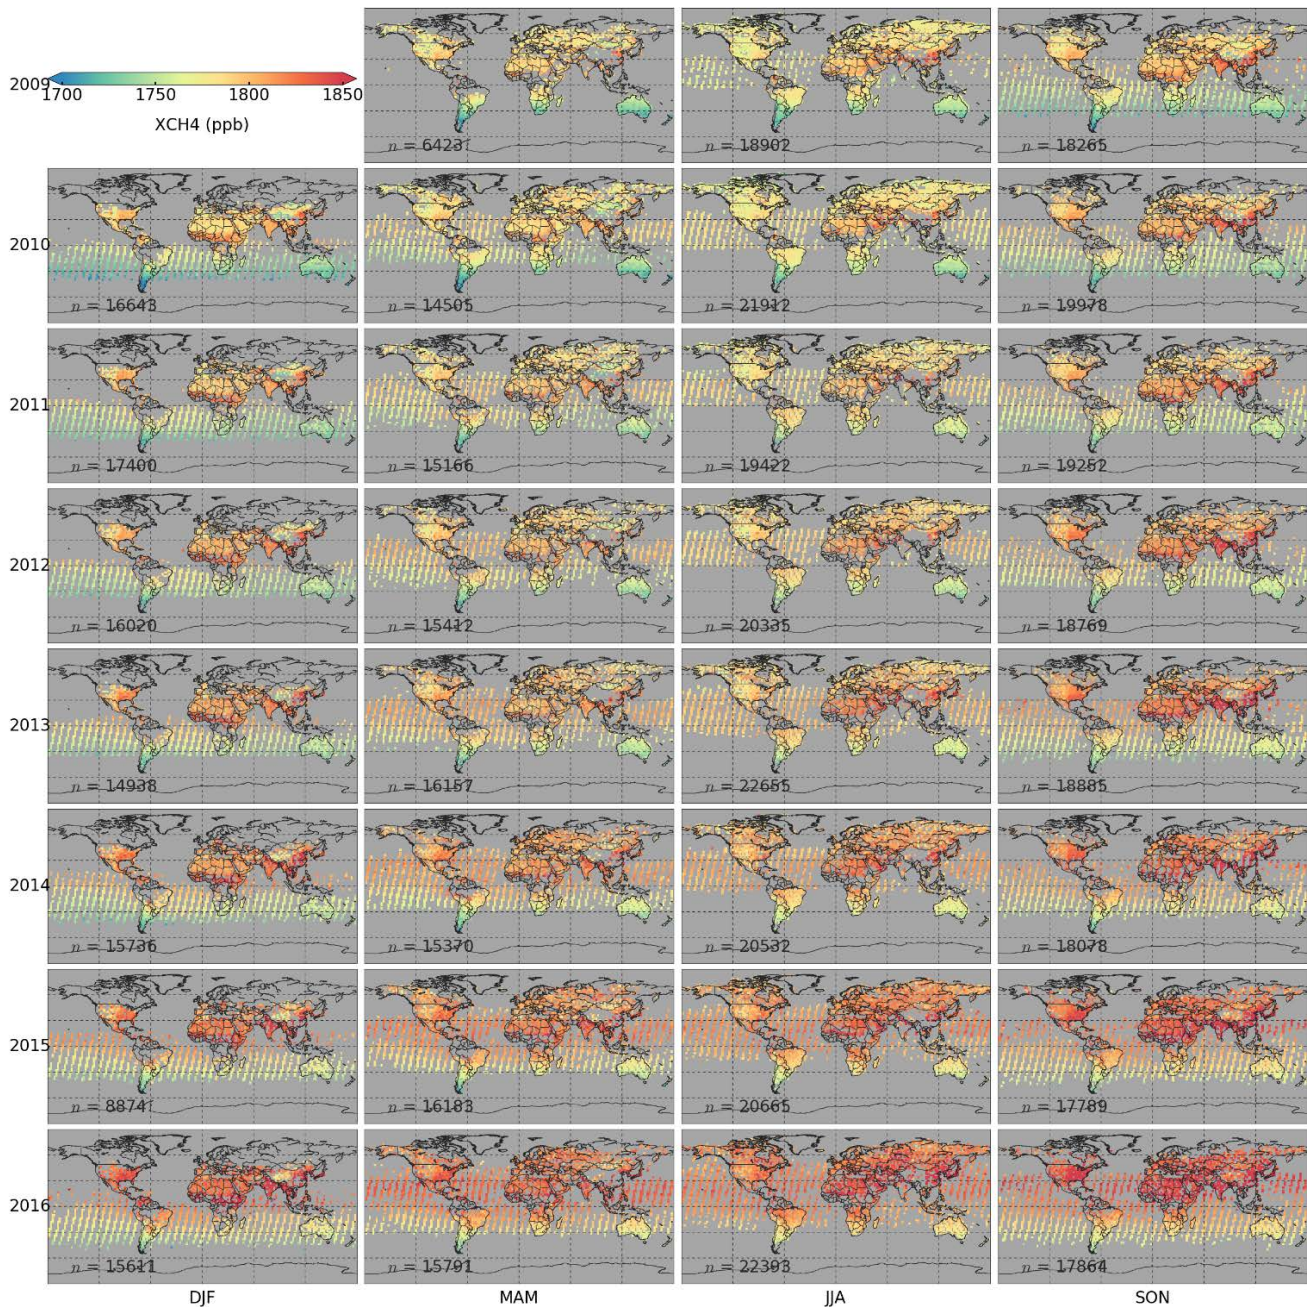 2009
1700 1750 1800 1850
XCH4 (ppb)
n = 6423
n = 18902
n = 18265
2010
n = 16643
n = 14505
n = 21912
n = 19978
2011
n = 17400
n = 15166
n = 19422
n = 19252
2012
n = 16020
n = 15412
n = 20335
n = 18769
2013
n = 14938
n = 16157
n = 22655
n = 18885
2014
n = 15736
n = 15370
n = 20532
n = 18078
2015
n = 8874
n = 16183
n = 20665
n = 17789
2016
n = 15611
n = 15791
n = 22393
n = 17864
DJF MAM JJA SON